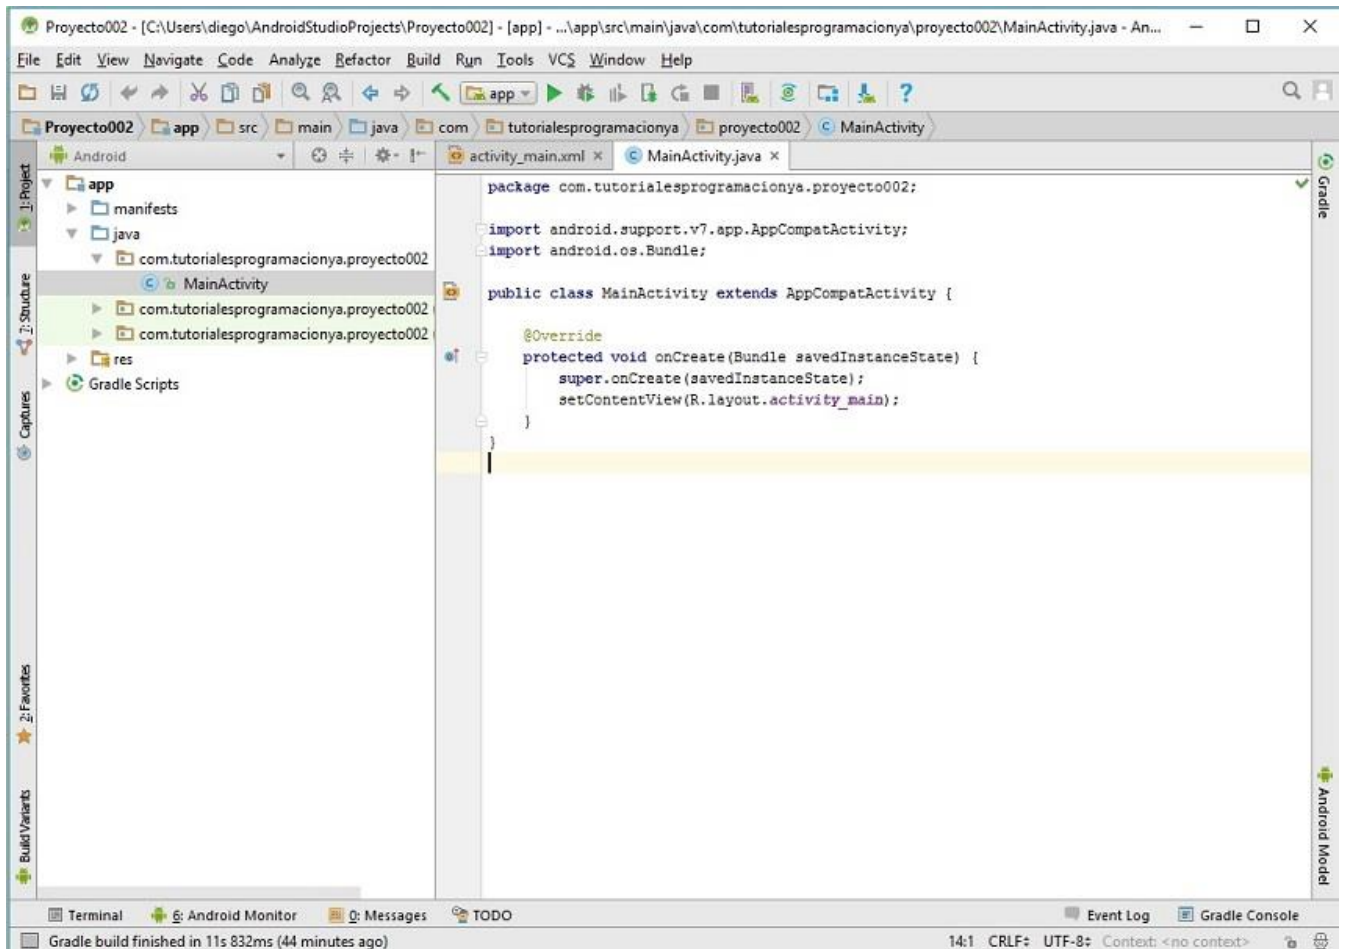 Proyecto002 - [C:\Users\diego\AndroidStudioProjects\Proyecto002] - [app] - ...\app\src\main\java\com\tutorialesprogramacionya\proyecto002\MainActivity.java - An...
File Edit View Navigate Code Analyze Refactor Build Run Tools VCS Window Help
app
Proyecto002 app src main java com tutorialesprogramacionya proyecto002 MainActivity
Android
activity_main.xml MainActivity.java
1: Project
7: Structure
Captures
2: Favorites
Build Variants
app
manifests
java
com.tutorialesprogramacionya.proyecto002
MainActivity
com.tutorialesprogramacionya.proyecto002
com.tutorialesprogramacionya.proyecto002
res
Gradle Scripts
package com.tutorialesprogramacionya.proyecto002;
import android.support.v7.app.AppCompatActivity;
import android.os.Bundle;
public class MainActivity extends AppCompatActivity {
@Override
protected void onCreate(Bundle savedInstanceState) {
super.onCreate(savedInstanceState);
setContentView(R.layout.activity_main);
}
}
Gradle
Android Model
Terminal 6: Android Monitor 0: Messages TODO Event Log Gradle Console
Gradle build finished in 11s 832ms (44 minutes ago) 14:1 CRLF UTF-8 Context: <no context>